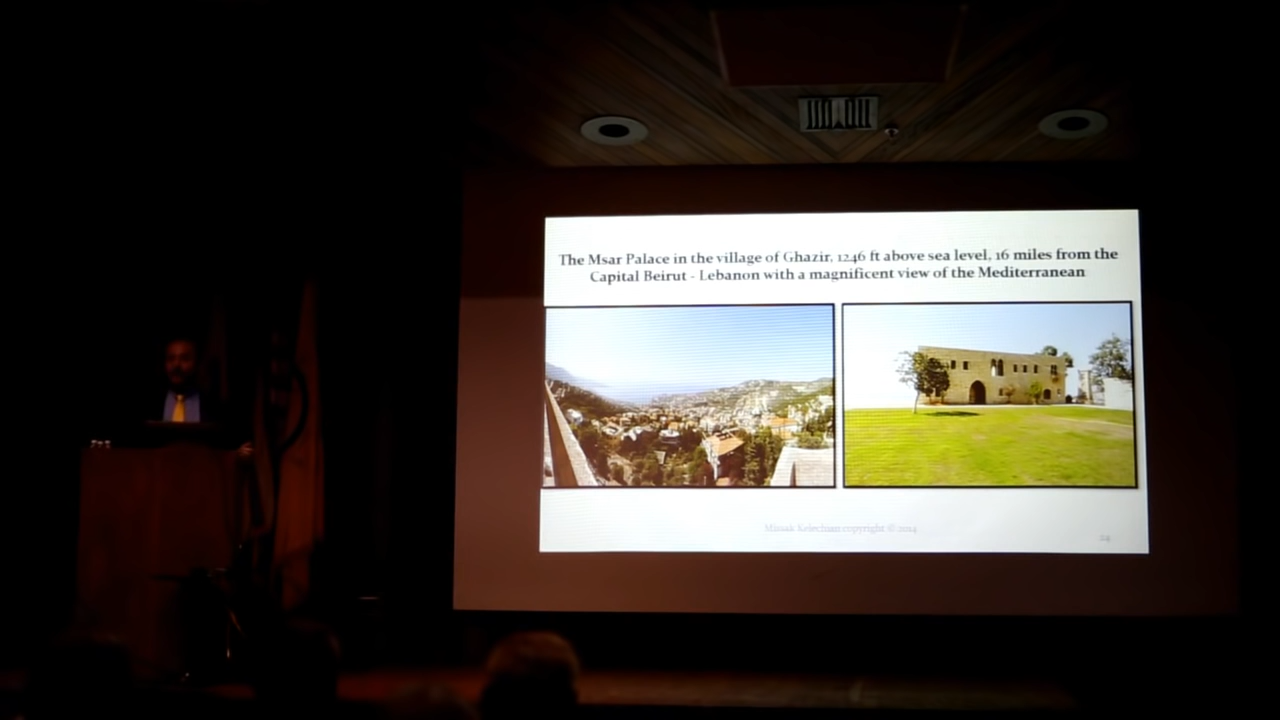 The Msar Palace in the village of Ghazir, 1246 ft above sea level, 16 miles from the
Capital Beirut - Lebanon with a magnificent view of the Mediterranean
Missak Kelechian copyright © 2014
24